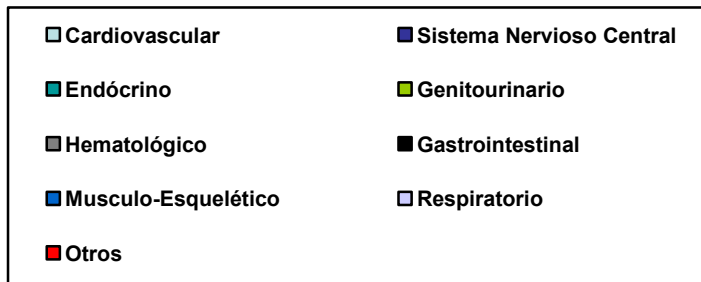 Cardiovascular Sistema Nervioso Central
Endócrino Genitourinario
Hematológico Gastrointestinal
Musculo-Esquelético Respiratorio
Otros